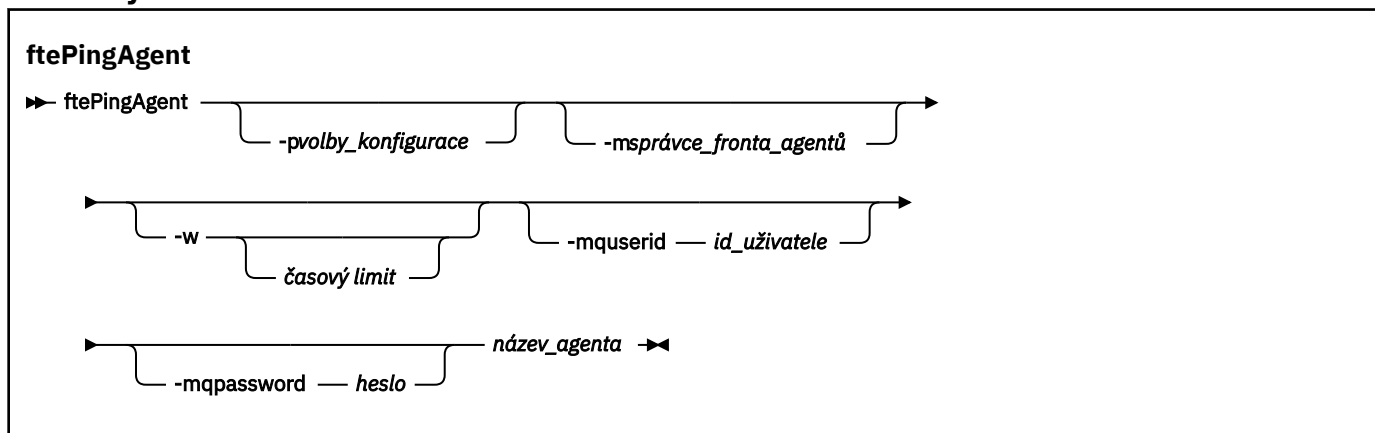 ftePingAgent
ftePingAgent
-pvolby_konfigurace
-msprávce_fronta_agentů
-w
časový limit
-mquserid id_uživatele
název_agenta
-mqpassword heslo